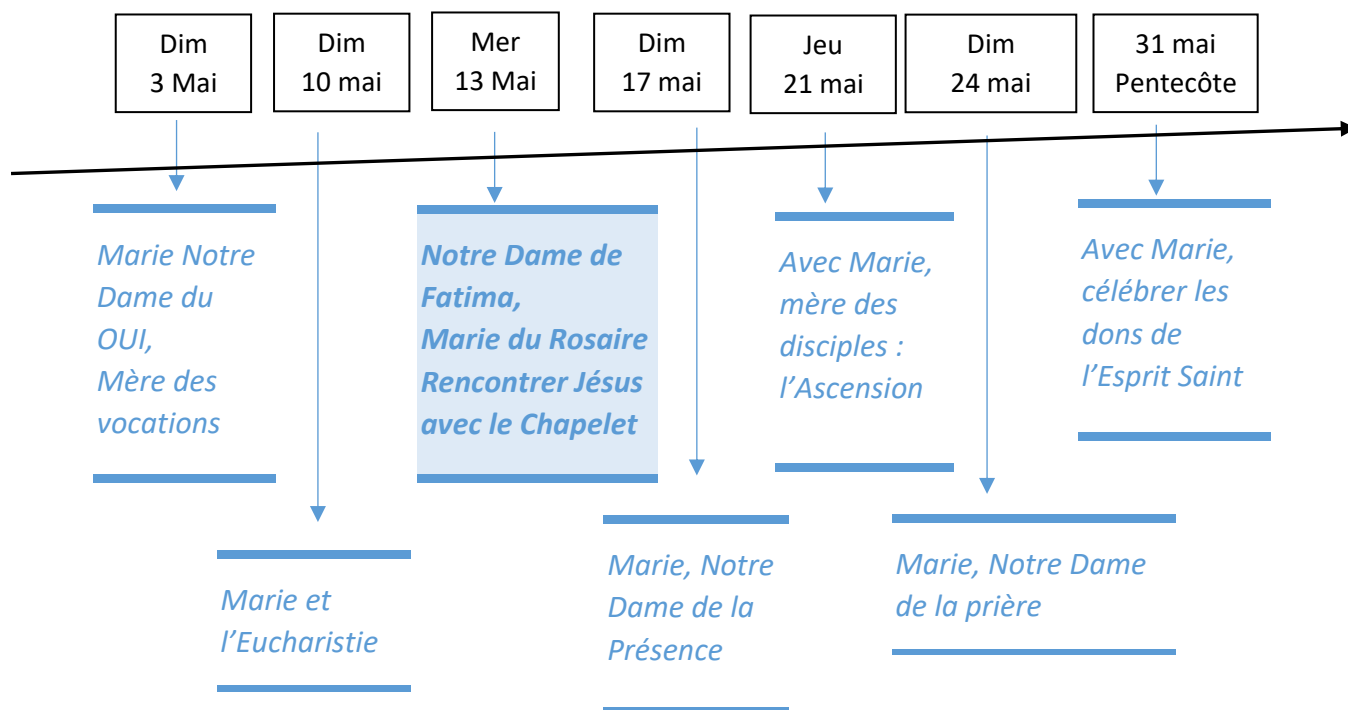 Dim
3 Mai
Dim
10 mai
Mer
13 Mai
Dim
17 mai
Jeu
21 mai
Dim
24 mai
31 mai
Pentecôte
Marie Notre
Dame du
OUI,
Mère des
vocations
Notre Dame de
Fatima,
Marie du Rosaire
Rencontrer Jésus
avec le Chapelet
Avec Marie,
mère des
disciples :
l’Ascension
Avec Marie,
célébrer les
dons de
l’Esprit Saint
Marie et
l’Eucharistie
Marie, Notre
Dame de la
Présence
Marie, Notre Dame
de la prière